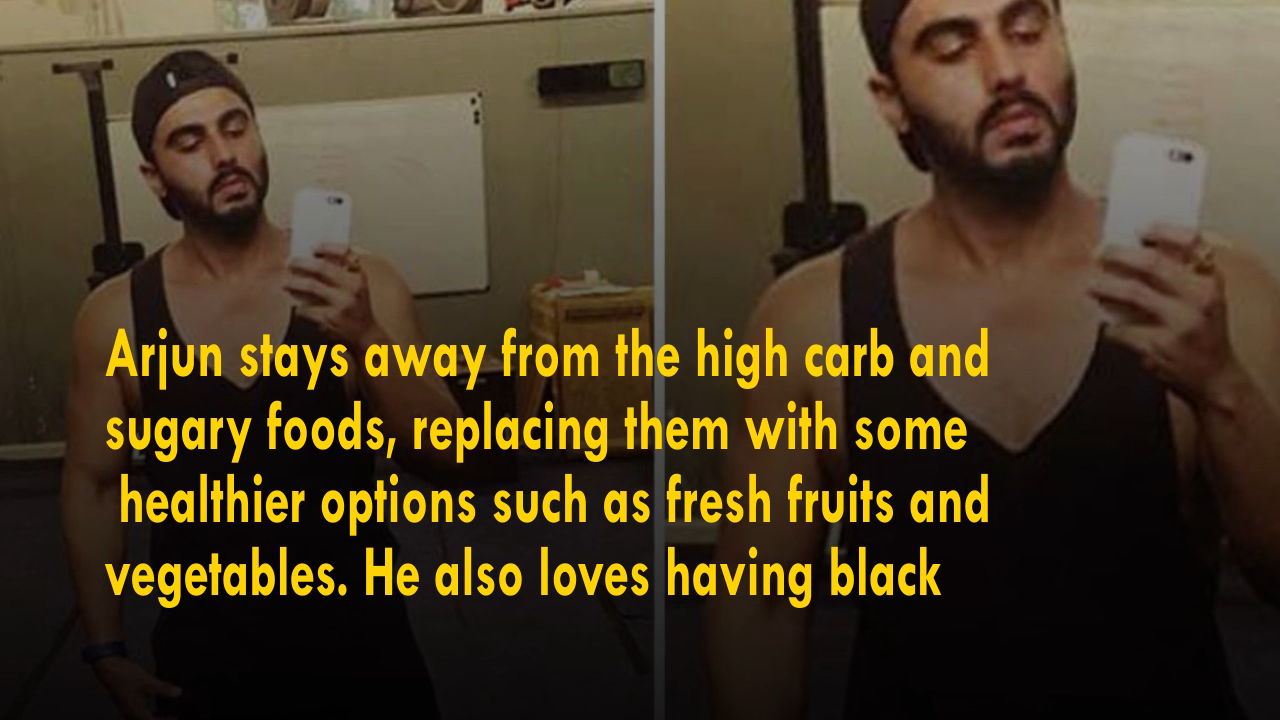 Arjun stays away from the high carb and
sugary foods, replacing them with some
healthier options such as fresh fruits and
vegetables. He also loves having black